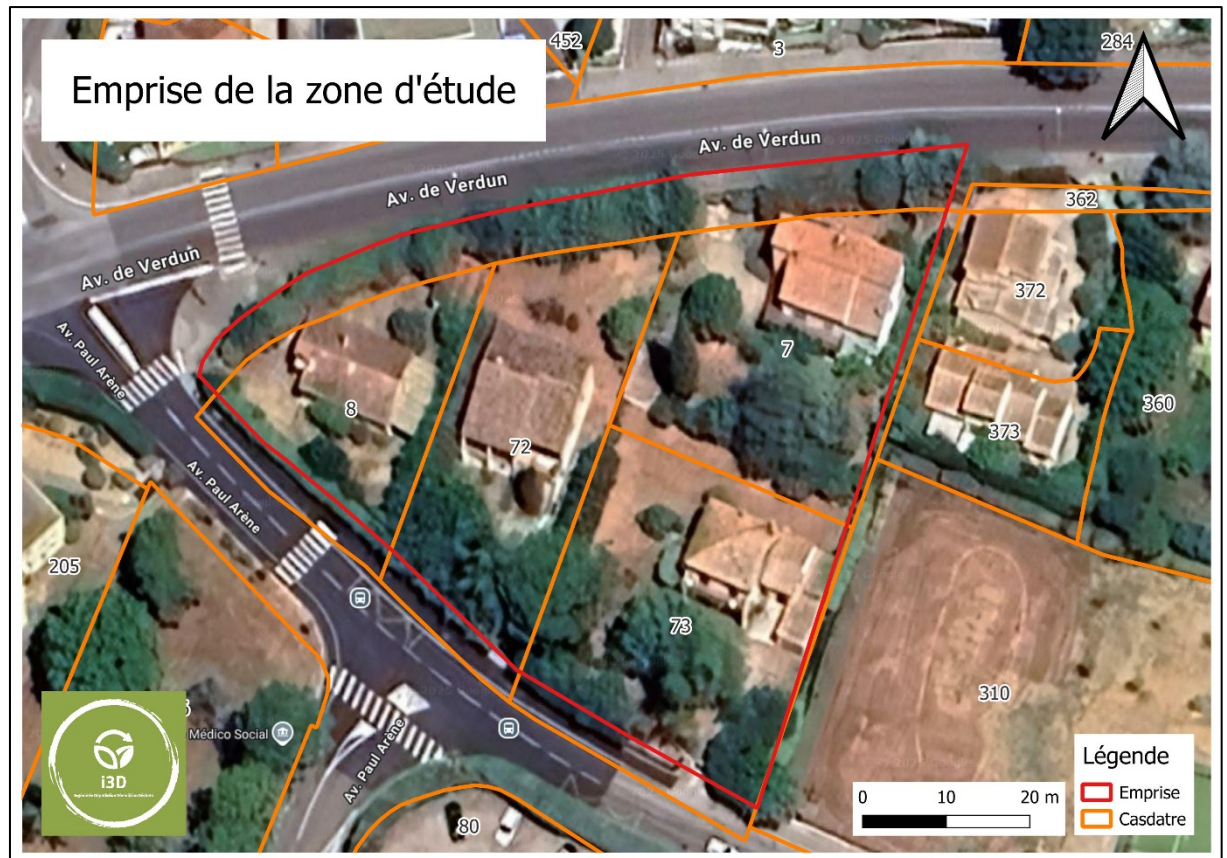 Emprise de la zone d'étude
452
3
284
Av. de Verdun
Av. de Verdun
Av. de Verdun
362
372
7
8
72
373
360
Av. Paul Arène
Av. Paul Arène
205
73
310
Médico Social
Av. Paul Arène
80
i3D
0 10 20 m
Légende
Emprise
Casdatre